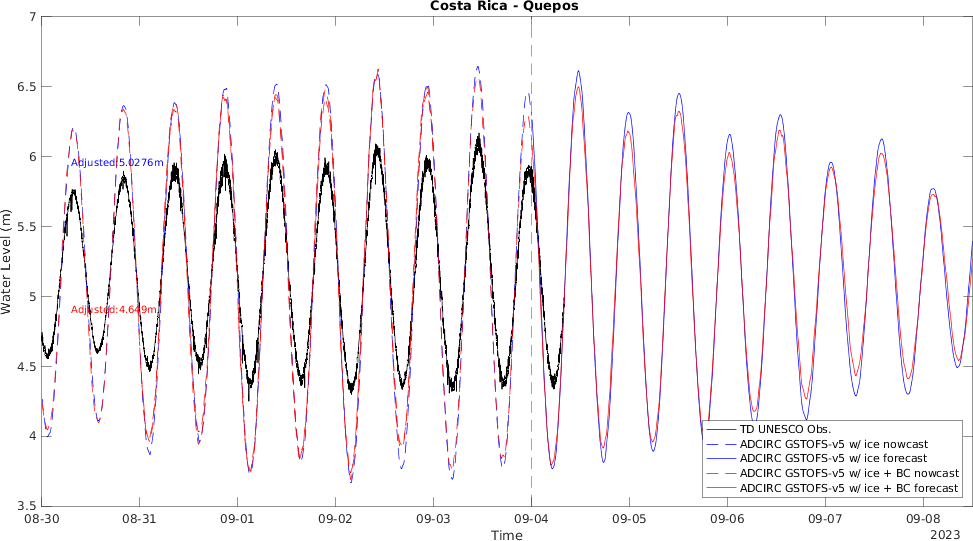 Costa Rica - Quepos
7
6.5
6
5.5
5
4.5
4
3.5
Water Level (m)
Adjusted:5.0276m
Adjusted:4.649m
TD UNESCO Obs.
ADCIRC GSTOFS-v5 w/ ice nowcast
ADCIRC GSTOFS-v5 w/ ice forecast
ADCIRC GSTOFS-v5 w/ ice + BC nowcast
ADCIRC GSTOFS-v5 w/ ice + BC forecast
08-30 08-31 09-01 09-02 09-03 09-04 09-05 09-06 09-07 09-08
Time
2023